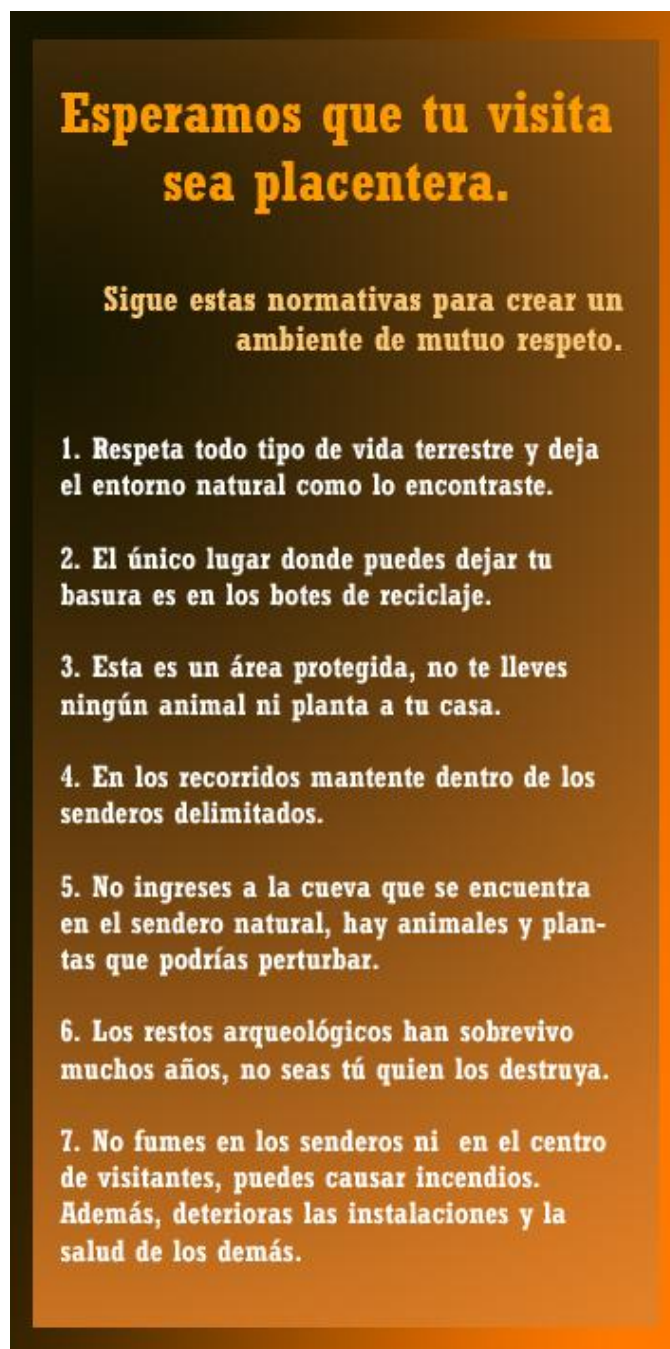 Esperamos que tu visita
sea placentera.
Sigue estas normativas para crear un
ambiente de mutuo respeto.
1. Respeta todo tipo de vida terrestre y deja
el entorno natural como lo encontraste.
2. El único lugar donde puedes dejar tu
basura es en los botes de reciclaje.
3. Esta es un área protegida, no te lleves
ningún animal ni planta a tu casa.
4. En los recorridos mantente dentro de los
senderos delimitados.
5. No ingreses a la cueva que se encuentra
en el sendero natural, hay animales y plan-
tas que podrías perturbar.
6. Los restos arqueológicos han sobrevivo
muchos años, no seas tú quien los destruya.
7. No fumes en los senderos ni  en el centro
de visitantes, puedes causar incendios.
Además, deterioras las instalaciones y la
salud de los demás.